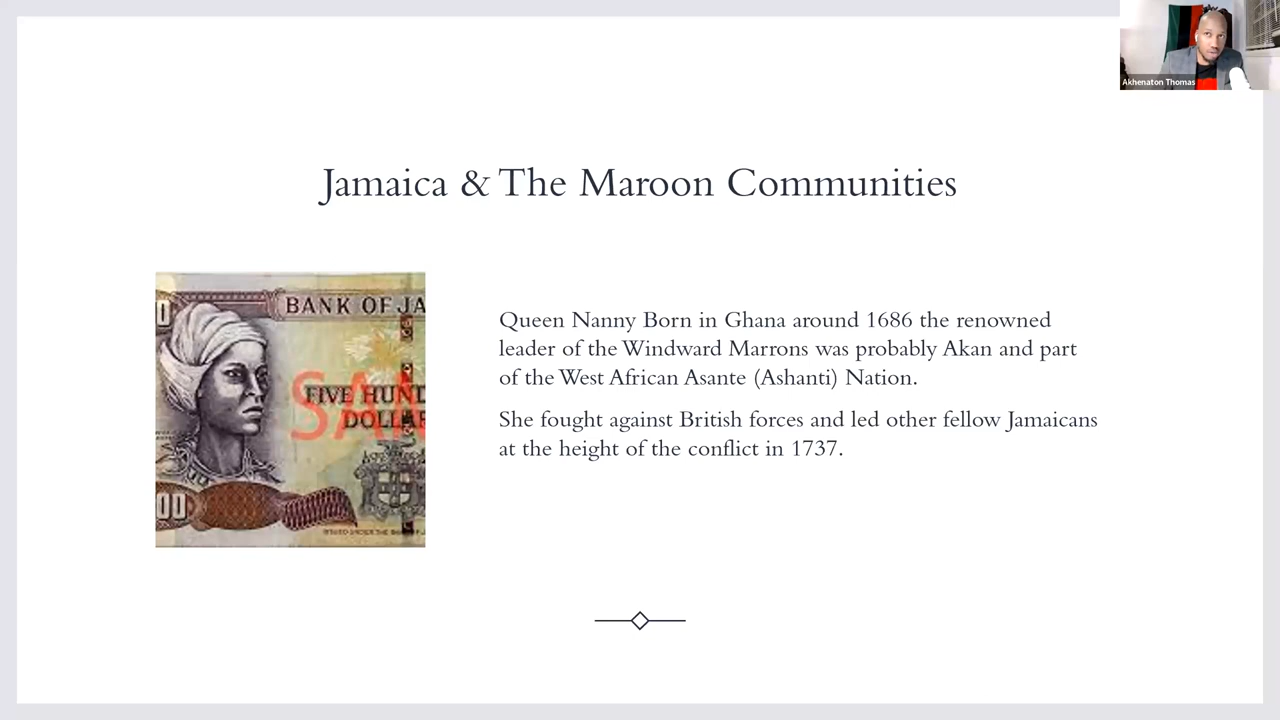 Akhenaton Thomas
Jamaica & The Maroon Communities
BANK OF JA
FIVE HUND
DOLLAR
SAM
00
Queen Nanny Born in Ghana around 1686 the renowned
leader of the Windward Marrons was probably Akan and part
of the West African Asante (Ashanti) Nation.
She fought against British forces and led other fellow Jamaicans
at the height of the conflict in 1737.